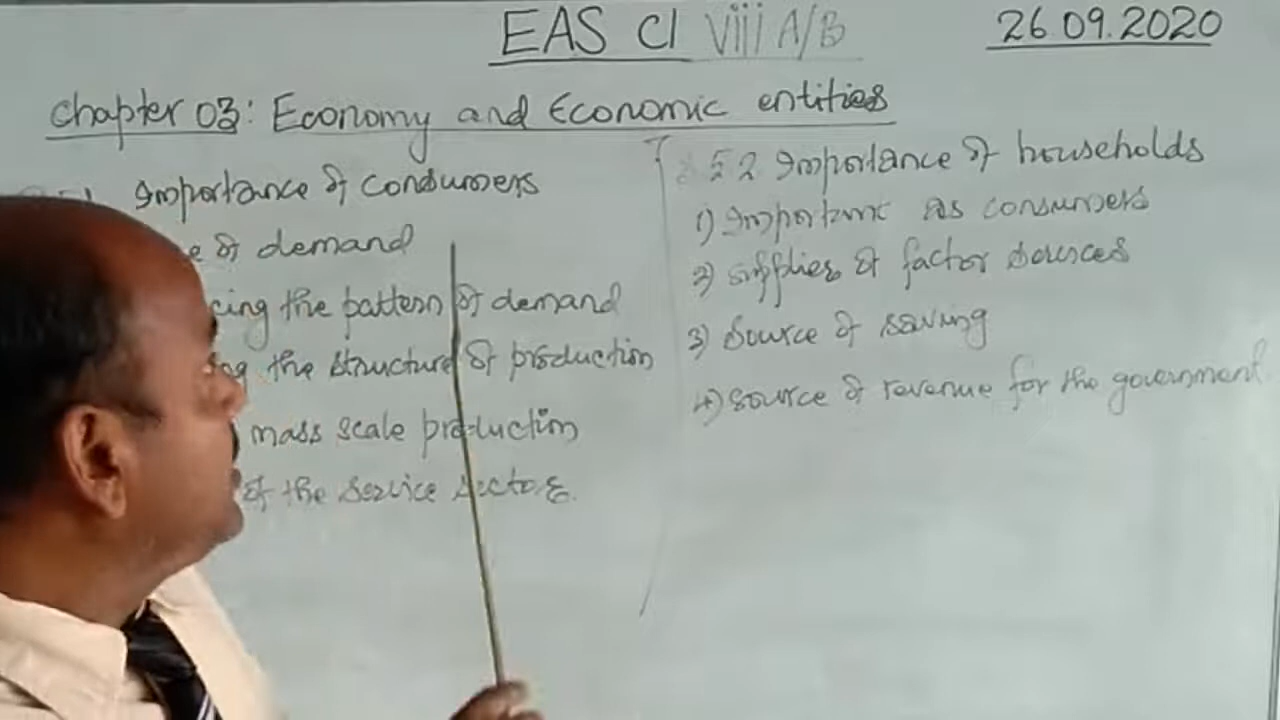 EAS Cl viii A/B
26.09.2020
Chapter 03: Economy and Economic entities
Importance of consumers
of demand
cing the pattern of demand
the structure of production
mass scale production
of the service sector
5 2 Importance of households
1) Important as consumers
2) supplier of factor services
3) Source of saving
4) source of revenue for the government